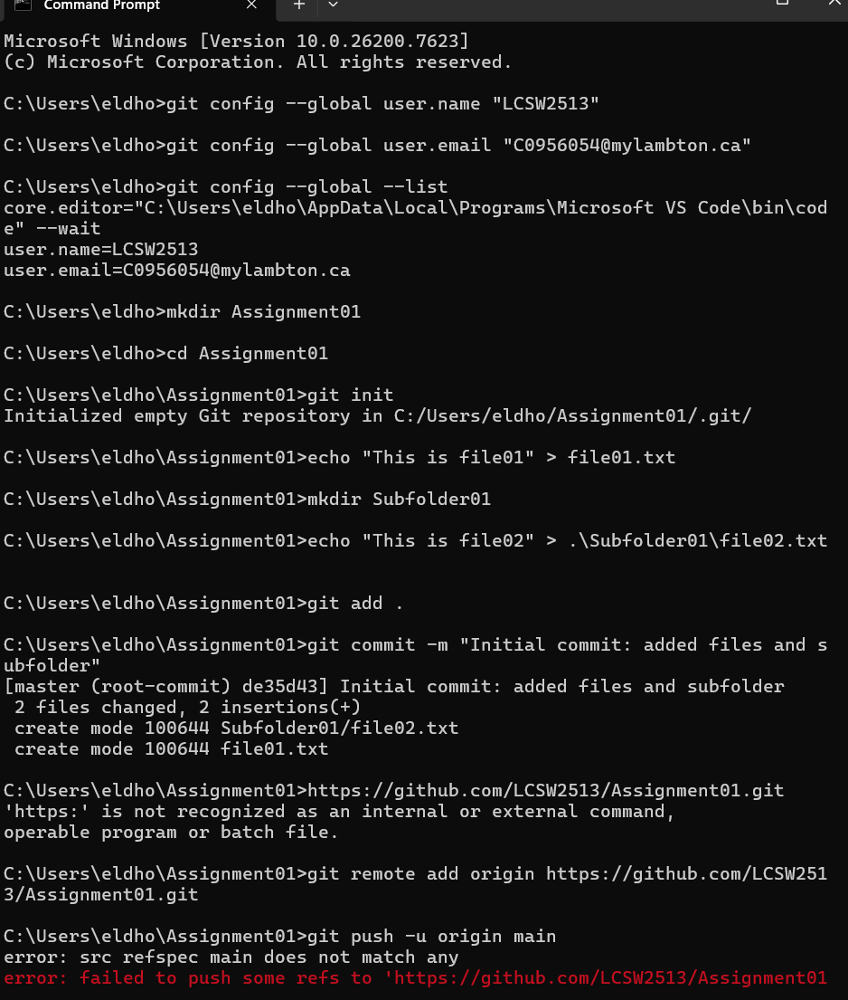 Command Prompt
Microsoft Windows [Version 10.0.26200.7623]
(c) Microsoft Corporation. All rights reserved.
C:\Users\eldho>git config --global user.name "LCSW2513"
C:\Users\eldho>git config --global user.email "C0956054@mylambton.ca"
C:\Users\eldho>git config --global --list
core.editor="C:\Users\eldho\AppData\Local\Programs\Microsoft VS Code\bin\cod
e" --wait
user.name=LCSW2513
user.email=C0956054@mylambton.ca
C:\Users\eldho>mkdir Assignment01
C:\Users\eldho>cd Assignment01
C:\Users\eldho\Assignment01>git init
Initialized empty Git repository in C:/Users/eldho/Assignment01/.git/
C:\Users\eldho\Assignment01>echo "This is file01" > file01.txt
C:\Users\eldho\Assignment01>mkdir Subfolder01
C:\Users\eldho\Assignment01>echo "This is file02" > .\Subfolder01\file02.txt
C:\Users\eldho\Assignment01>git add .
C:\Users\eldho\Assignment01>git commit -m "Initial commit: added files and s
ubfolder"
[master (root-commit) de35d43] Initial commit: added files and subfolder
 2 files changed, 2 insertions(+)
 create mode 100644 Subfolder01/file02.txt
 create mode 100644 file01.txt
C:\Users\eldho\Assignment01>https://github.com/LCSW2513/Assignment01.git
'https:' is not recognized as an internal or external command,
operable program or batch file.
C:\Users\eldho\Assignment01>git remote add origin https://github.com/LCSW251
3/Assignment01.git
C:\Users\eldho\Assignment01>git push -u origin main
error: src refspec main does not match any
error: failed to push some refs to 'https://github.com/LCSW2513/Assignment01